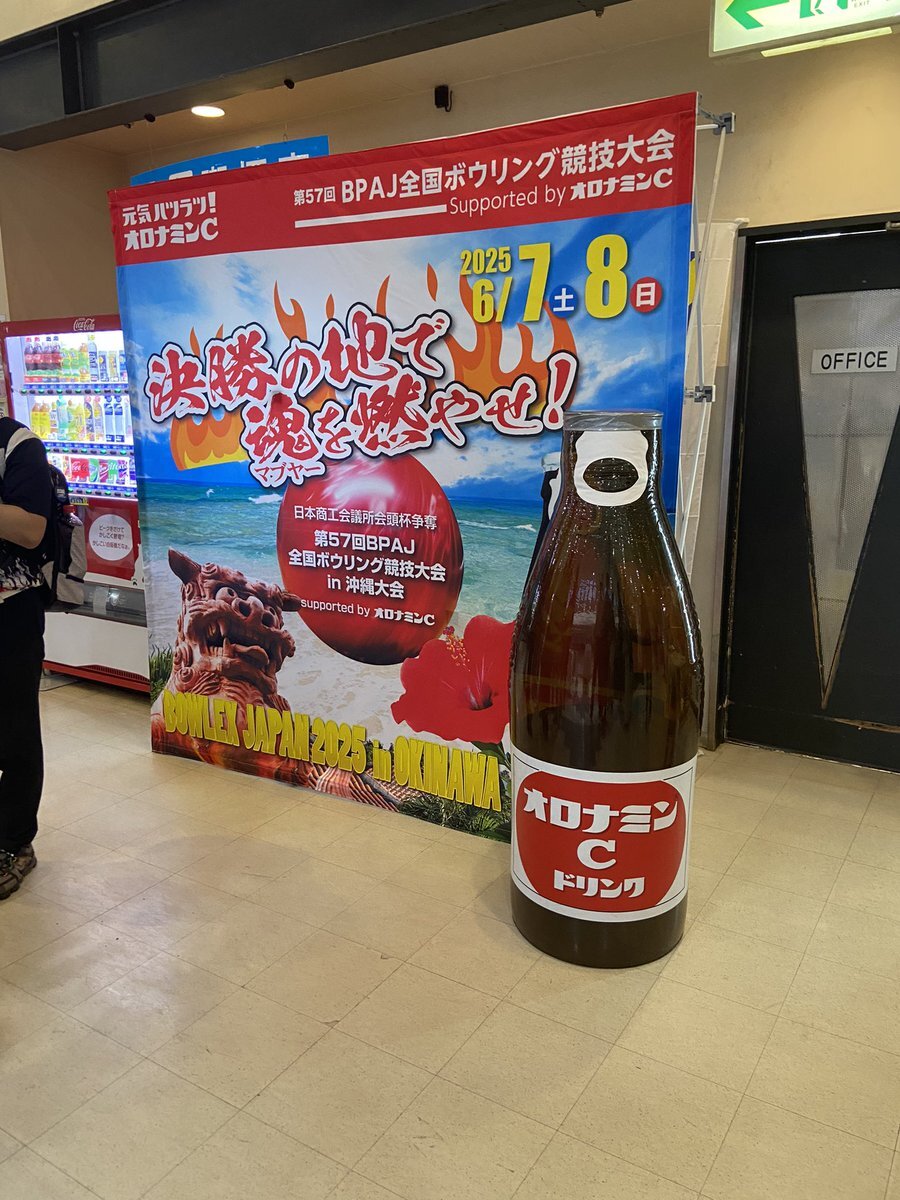 EXIT
第57回 BPAJ全国ボウリング競技大会
Supported by オロナミンC
元気ハツラツ!
オロナミンC
2025
6/7土8日
決勝の地で
魂を燃やせ!
マブヤー
日本商工会議所会頭杯争奪
第57回BPAJ
全国ボウリング競技大会
in 沖縄大会
supported by オロナミンC
BOWLEX JAPAN 2025 in OKINAWA
Coca-Cola
OFFICE
オロナミン
C
ドリンク